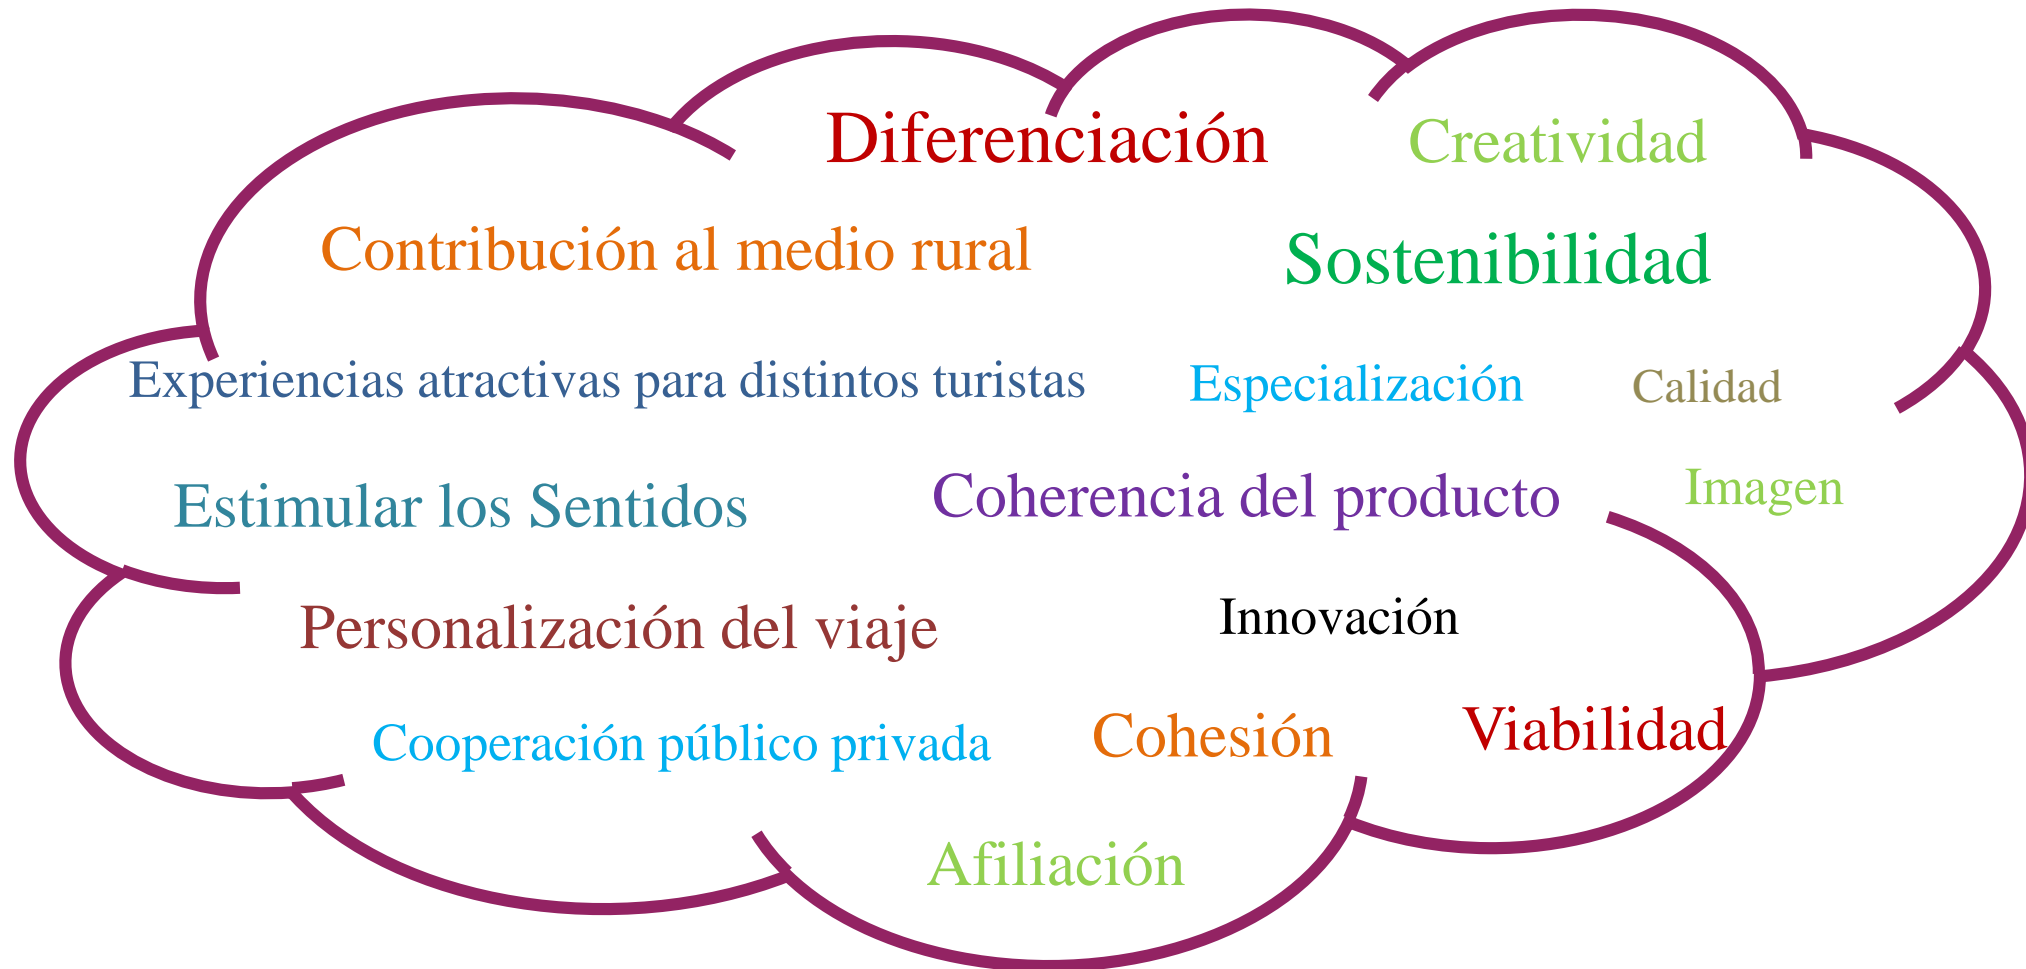 Diferenciación
Creatividad
Contribución al medio rural
Sostenibilidad
Experiencias atractivas para distintos turistas
Especialización
Calidad
Estimular los Sentidos
Coherencia del producto
Imagen
Personalización del viaje
Innovación
Cooperación público privada
Cohesión
Viabilidad
Afiliación